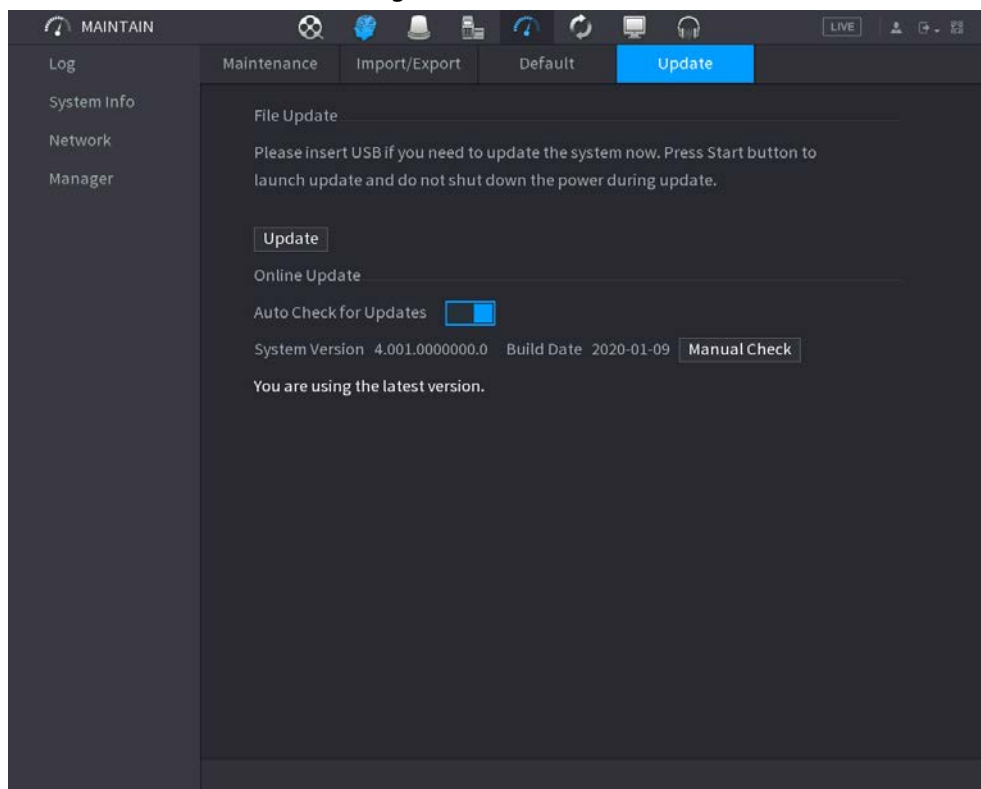 MAINTAIN
LIVE
Log
System Info
Network
Manager
Maintenance Import/Export Default Update
File Update
Please insert USB if you need to update the system now. Press Start button to
launch update and do not shut down the power during update.
Update
Online Update
Auto Check for Updates
System Version 4.001.0000000.0 Build Date 2020-01-09 Manual Check
You are using the latest version.